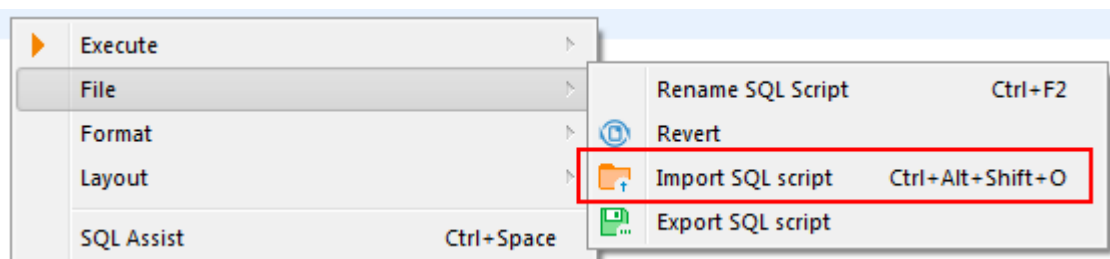 Execute
File
Format
Layout
SQL Assist Ctrl+Space
Rename SQL Script Ctrl+F2
Revert
Import SQL script Ctrl+Alt+Shift+O
Export SQL script